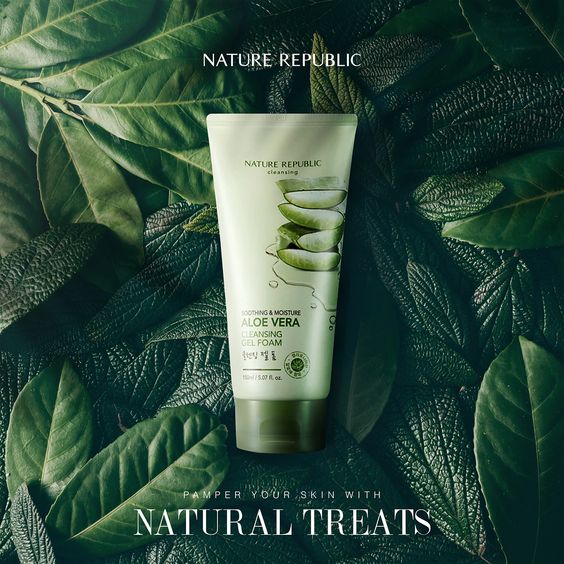 NATURE REPUBLIC
NATURE REPUBLIC
cleansing
SOOTHING & MOISTURE
ALOE VERA
CLEANSING
GEL FOAM
150ml / 5.07 fl. oz.
PAMPER YOUR SKIN WITH
NATURAL TREATS